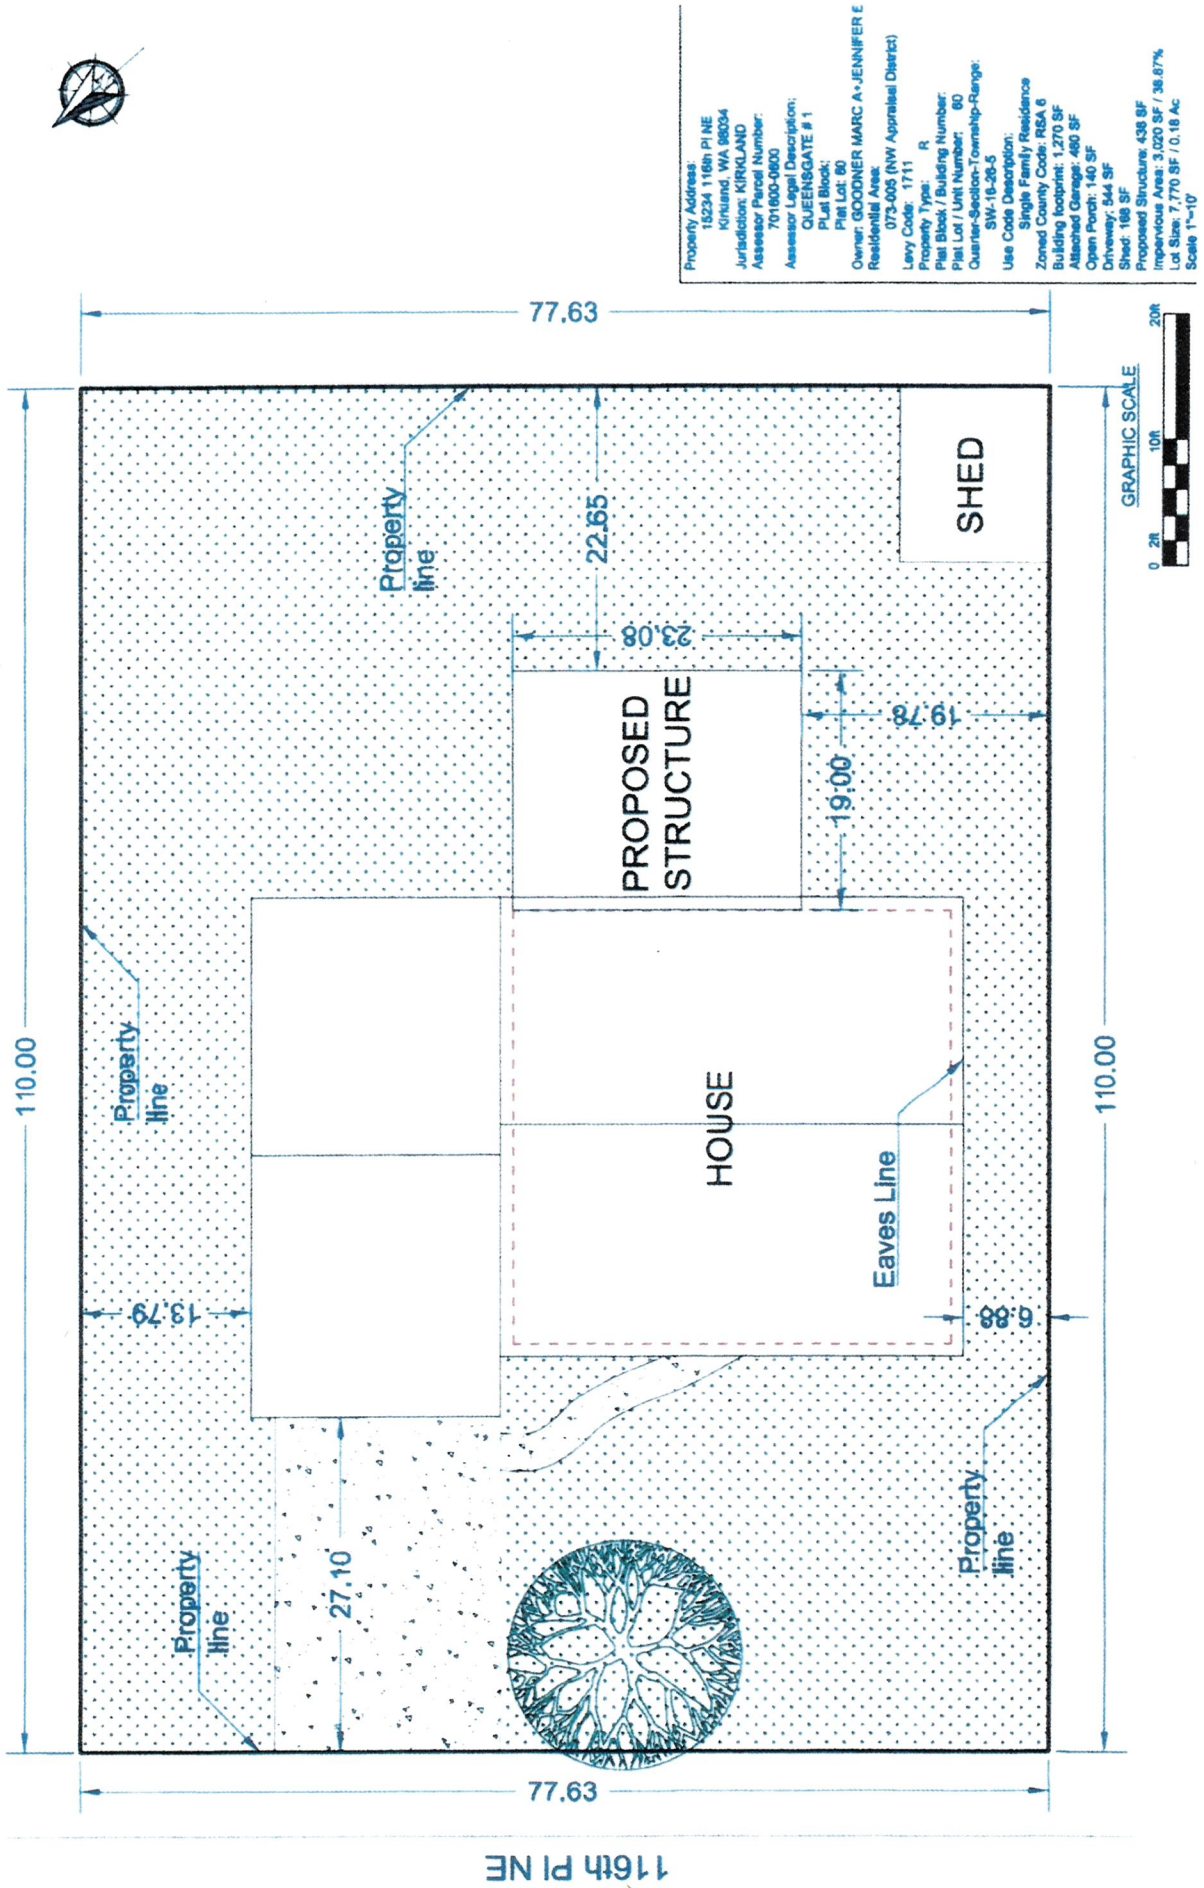 Property Address:
15234 116th Pl NE
Kirkland, WA 98034
Jurisdiction: KIRKLAND
Assessor Parcel Number:
701600-0600
Assessor Legal Description:
QUEENSGATE # 1
PLat Block:
Plat Lot: 60
Owner: GOODNER MARC A+JENNIFER E
Residential Area:
073-005 (NW Appraisal District)
Levy Code: 1711
Property Type: R
Plat Block / Building Number:
Plat Lot / Unit Number: 60
Quarter-Section-Township-Range:
SW-16-26-5
Use Code Description:
Single Family Residence
Zoned County Code: RSA 6
Building footprint: 1,270 SF
Attached Garage: 460 SF
Open Porch: 140 SF
Driveway: 544 SF
Shed: 168 SF
Proposed Structure: 438 SF
Impervious Area: 3,020 SF / 38.87%
Lot Size: 7,770 SF / 0.18 Ac
Scale 1"=10'
110.00
77.63
77.63
110.00
Property
line
Property
line
Property
line
Property
line
13.79
27.10
22.65
23.08
19.00
19.78
6.88
PROPOSED
STRUCTURE
HOUSE
SHED
Eaves Line
GRAPHIC SCALE
0 2ft 10ft 20ft
116th Pl NE